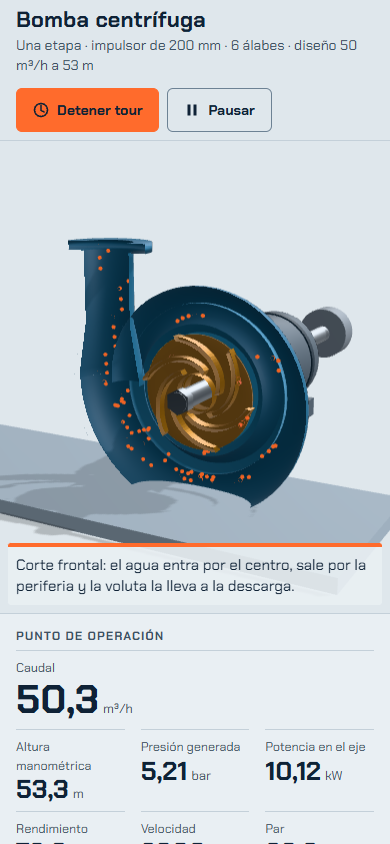 Bomba centrífuga
Una etapa · impulsor de 200 mm · 6 álabes · diseño 50
m³/h a 53 m
Detener tour
Pausar
Corte frontal: el agua entra por el centro, sale por la
periferia y la voluta la lleva a la descarga.
PUNTO DE OPERACIÓN
Caudal
50,3 m³/h
Altura
manométrica
53,3 m
Presión generada
5,21 bar
Potencia en el eje
10,12 kW
Rendimiento
Velocidad
Par